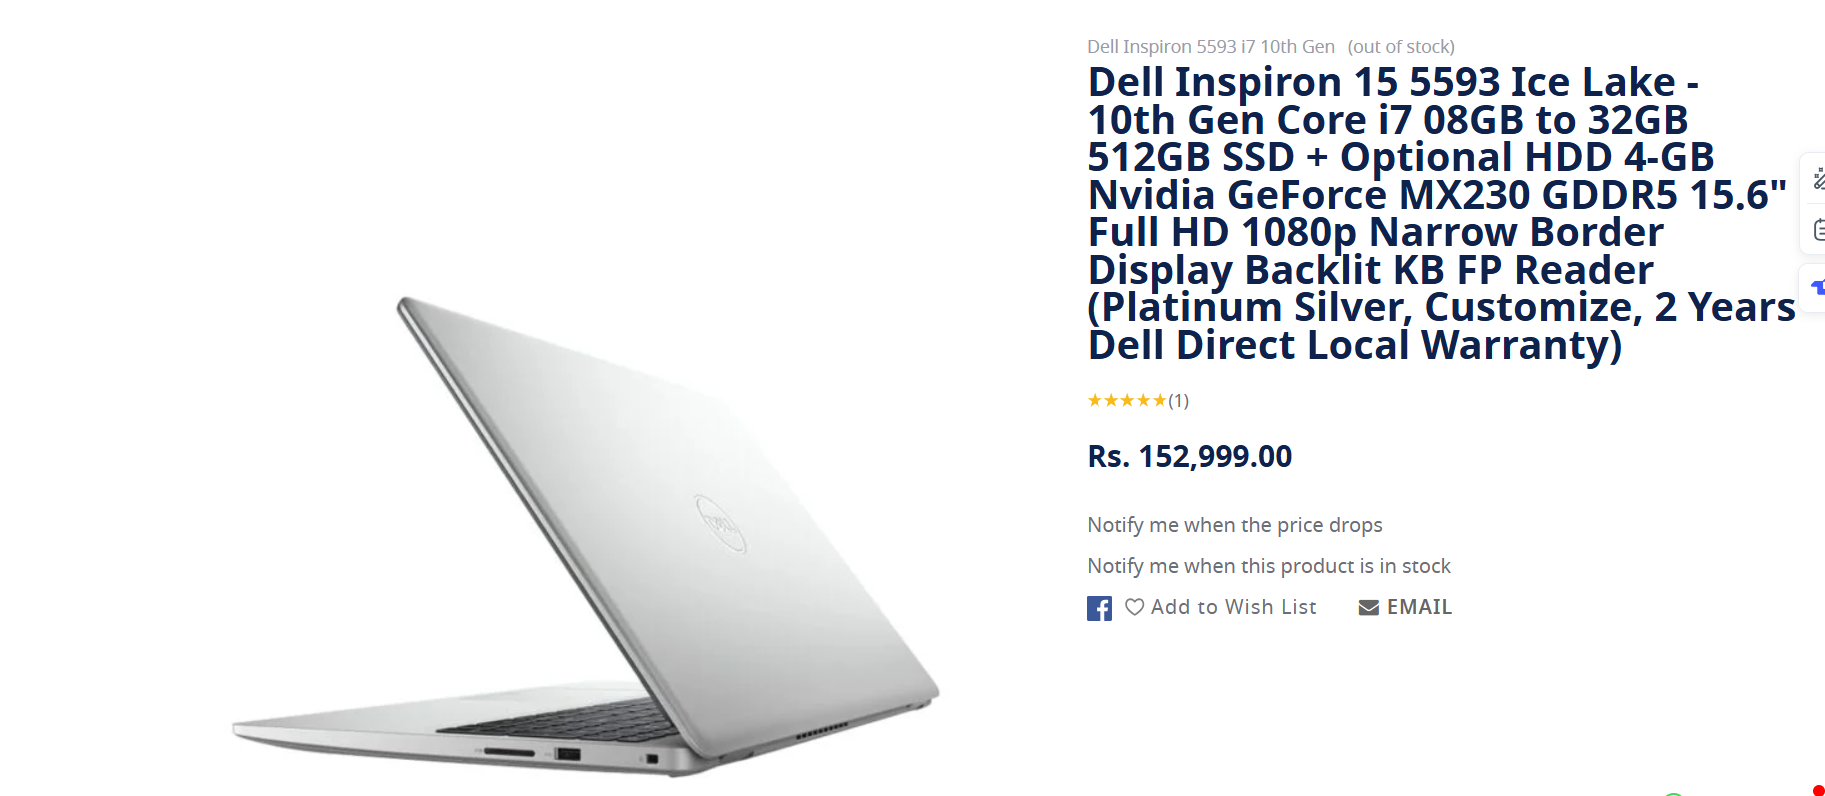 Dell Inspiron 5593 i7 10th Gen (out of stock)
Dell Inspiron 15 5593 Ice Lake -
10th Gen Core i7 08GB to 32GB
512GB SSD + Optional HDD 4-GB
Nvidia GeForce MX230 GDDR5 15.6"
Full HD 1080p Narrow Border
Display Backlit KB FP Reader
(Platinum Silver, Customize, 2 Years
Dell Direct Local Warranty)
★★★★★(1)
Rs. 152,999.00
Notify me when the price drops
Notify me when this product is in stock
Add to Wish List EMAIL
DELL